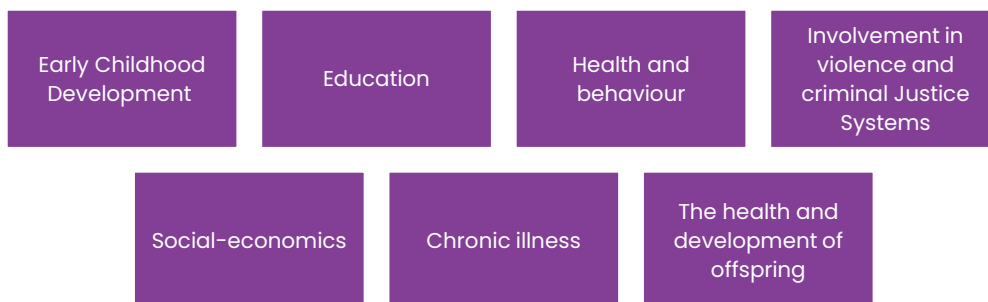 Early Childhood
Development
Education
Health and
behaviour
Involvement in
violence and
criminal Justice
Systems
Social-economics
Chronic illness
The health and
development of
offspring